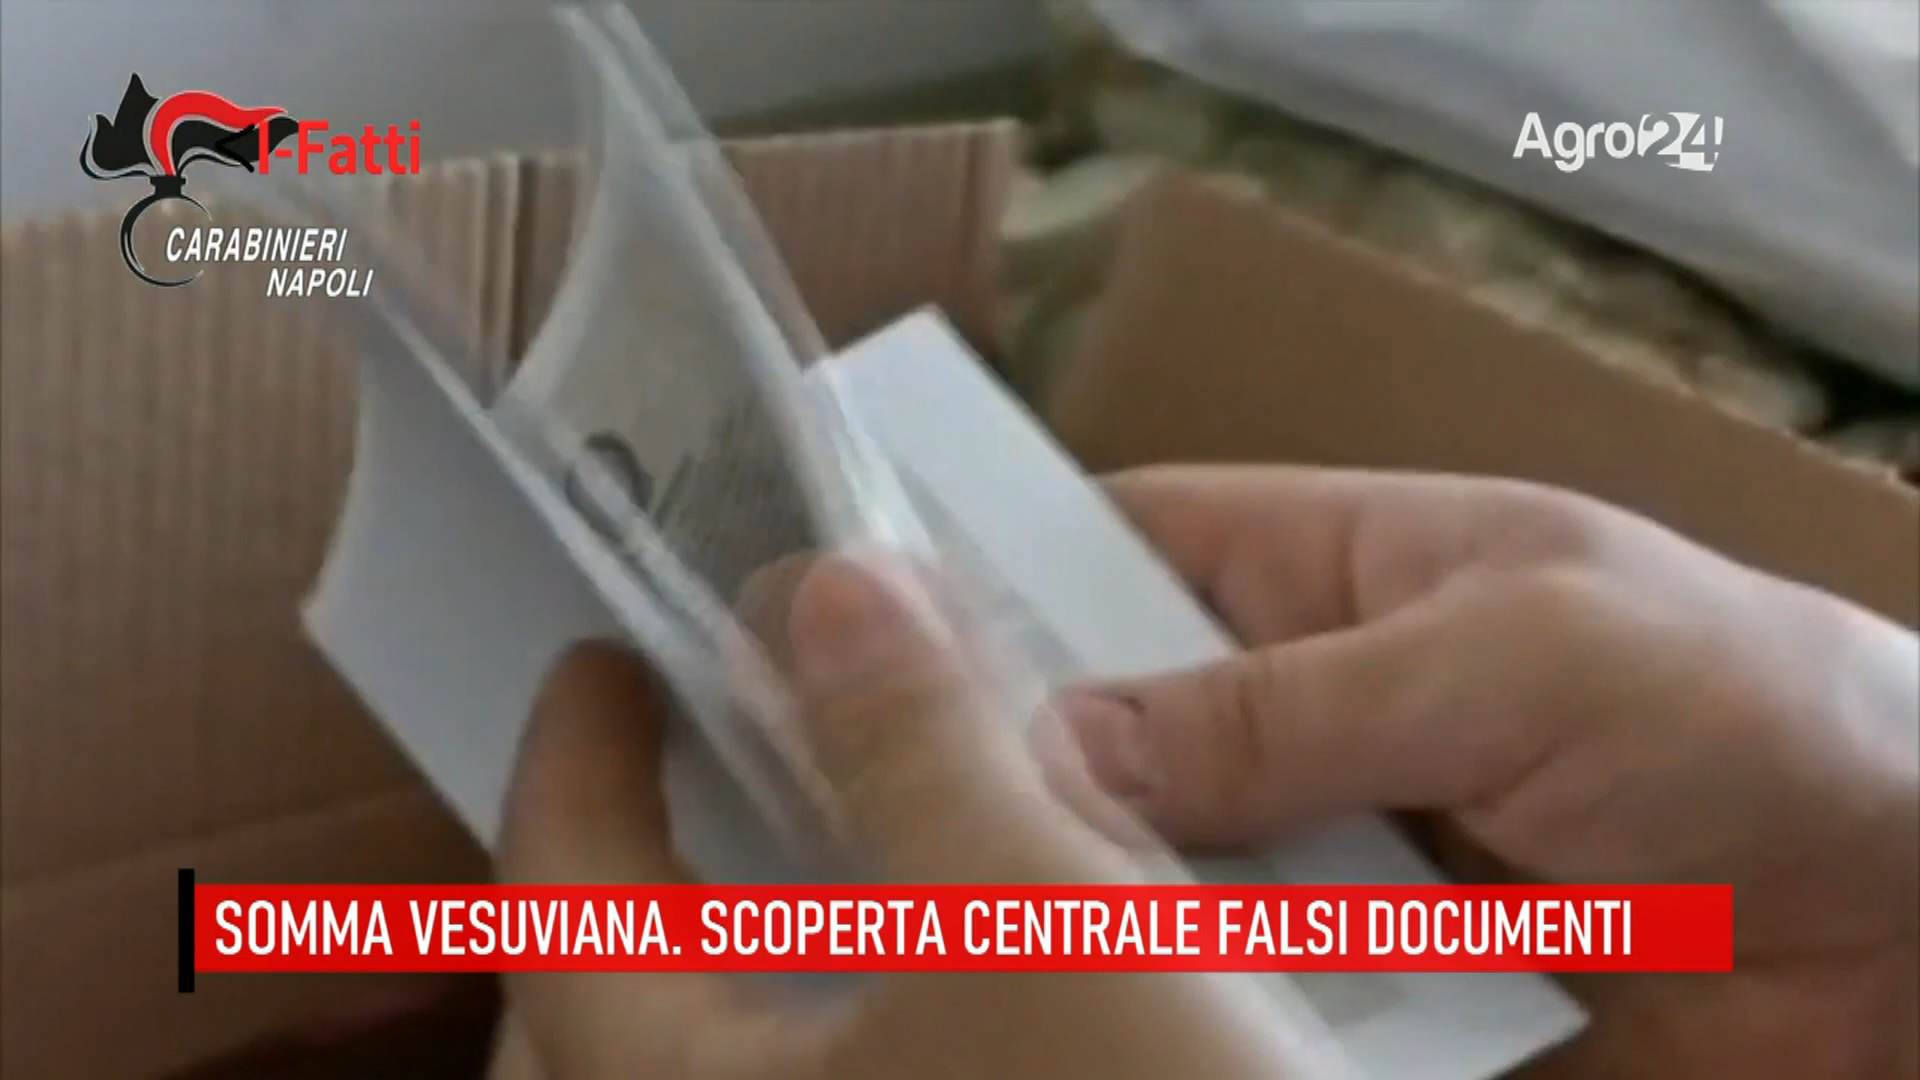 I-Fatti
Agro24
CARABINIERI
NAPOLI
SOMMA VESUVIANA. SCOPERTA CENTRALE FALSI DOCUMENTI